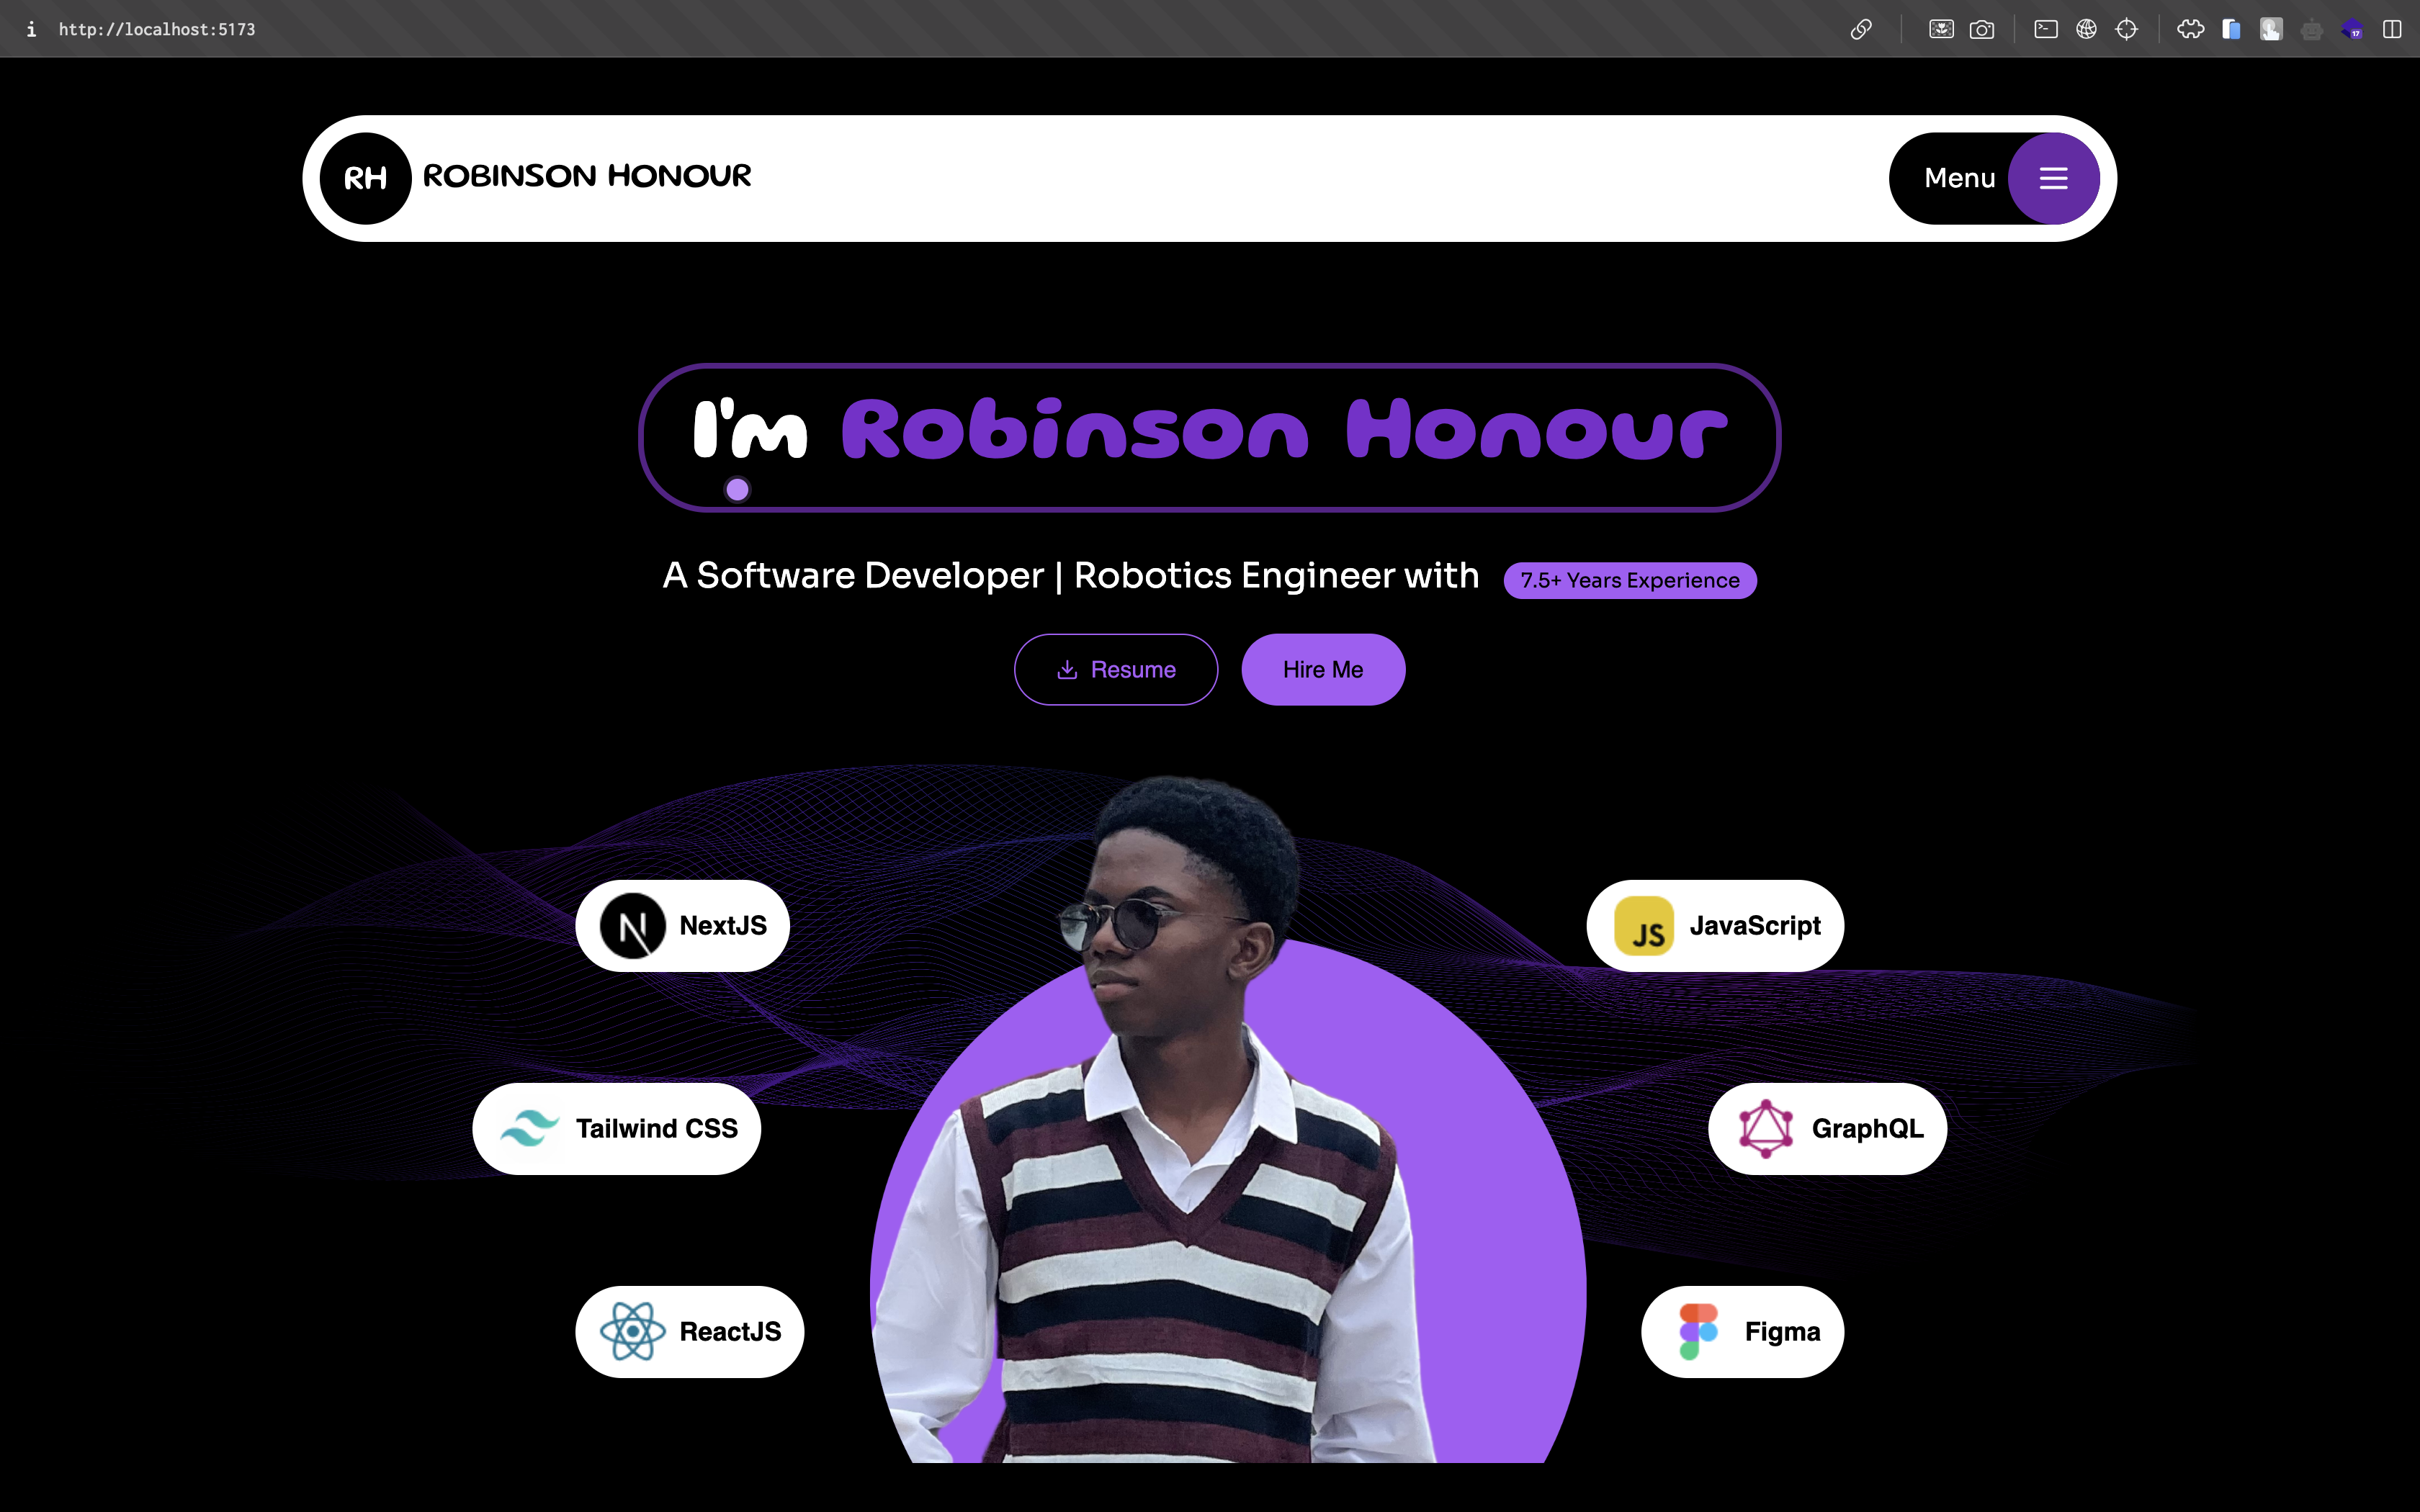 http://localhost:5173
17
RH ROBINSON HONOUR
Menu
I'm Robinson Honour
A Software Developer | Robotics Engineer with 7.5+ Years Experience
Resume Hire Me
N NextJS
JS JavaScript
Tailwind CSS
GraphQL
ReactJS
Figma